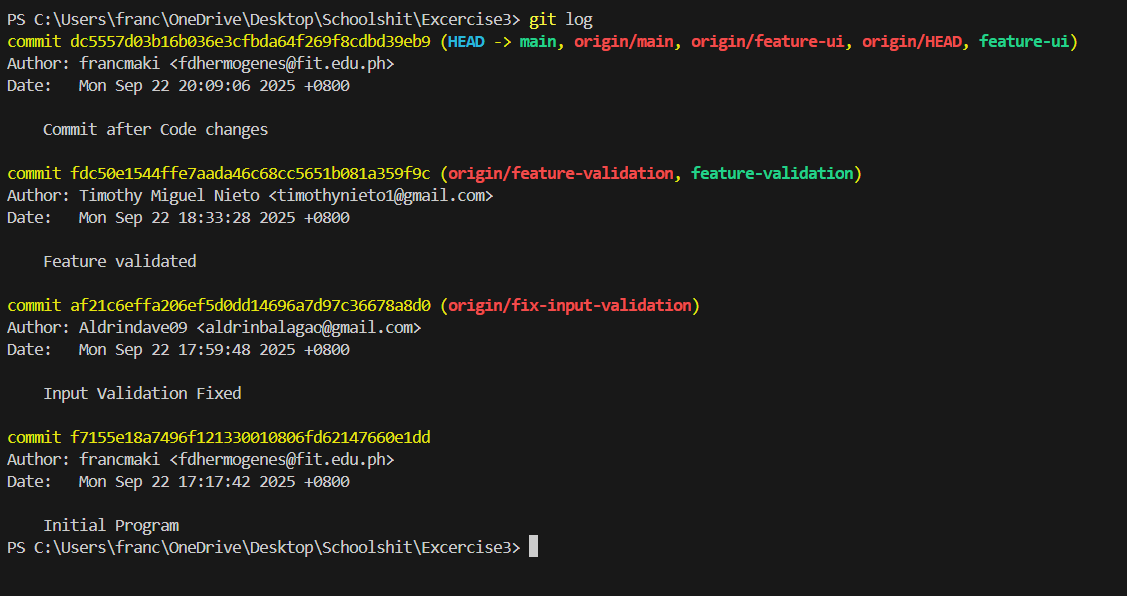 PS C:\Users\franc\OneDrive\Desktop\Schoolshit\Excercise3> git log
commit dc5557d03b16b036e3cfbda64f269f8cdbd39eb9 (HEAD -> main, origin/main, origin/feature-ui, origin/HEAD, feature-ui)
Author: francmaki <fdhermogenes@fit.edu.ph>
Date:   Mon Sep 22 20:09:06 2025 +0800
    Commit after Code changes
commit fdc50e1544ffe7aada46c68cc5651b081a359f9c (origin/feature-validation, feature-validation)
Author: Timothy Miguel Nieto <timothynieto1@gmail.com>
Date:   Mon Sep 22 18:33:28 2025 +0800
    Feature validated
commit af21c6effa206ef5d0dd14696a7d97c36678a8d0 (origin/fix-input-validation)
Author: Aldrindave09 <aldrinbalagao@gmail.com>
Date:   Mon Sep 22 17:59:48 2025 +0800
    Input Validation Fixed
commit f7155e18a7496f121330010806fd62147660e1dd
Author: francmaki <fdhermogenes@fit.edu.ph>
Date:   Mon Sep 22 17:17:42 2025 +0800
    Initial Program
PS C:\Users\franc\OneDrive\Desktop\Schoolshit\Excercise3>